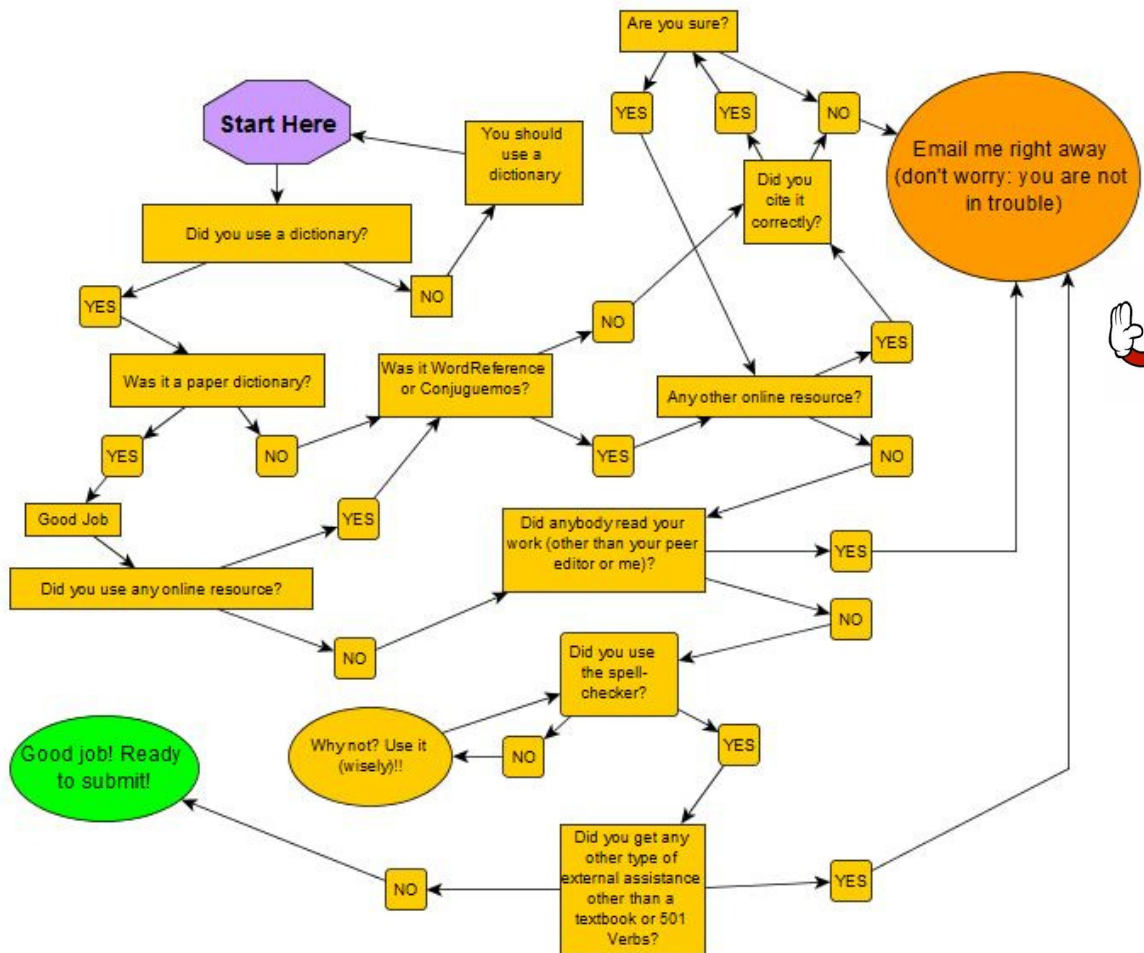 Are you sure?
YES
YES
NO
Start Here
You should
use a
dictionary
Email me right away
(don't worry: you are not
in trouble)
Did you
cite it
correctly?
Did you use a dictionary?
NO
YES
NO
YES
Was it a paper dictionary?
Was it WordReference
or Conjuguemos?
Any other online resource?
YES
NO
YES
NO
Good Job
YES
Did anybody read your
work (other than your peer
editor or me)?
YES
Did you use any online resource?
NO
NO
Did you use
the spell-
checker?
Why not? Use it
(wisely)!!
NO
YES
Good job! Ready
to submit!
Did you get any
other type of
external assistance
other than a
textbook or 501
Verbs?
NO
YES